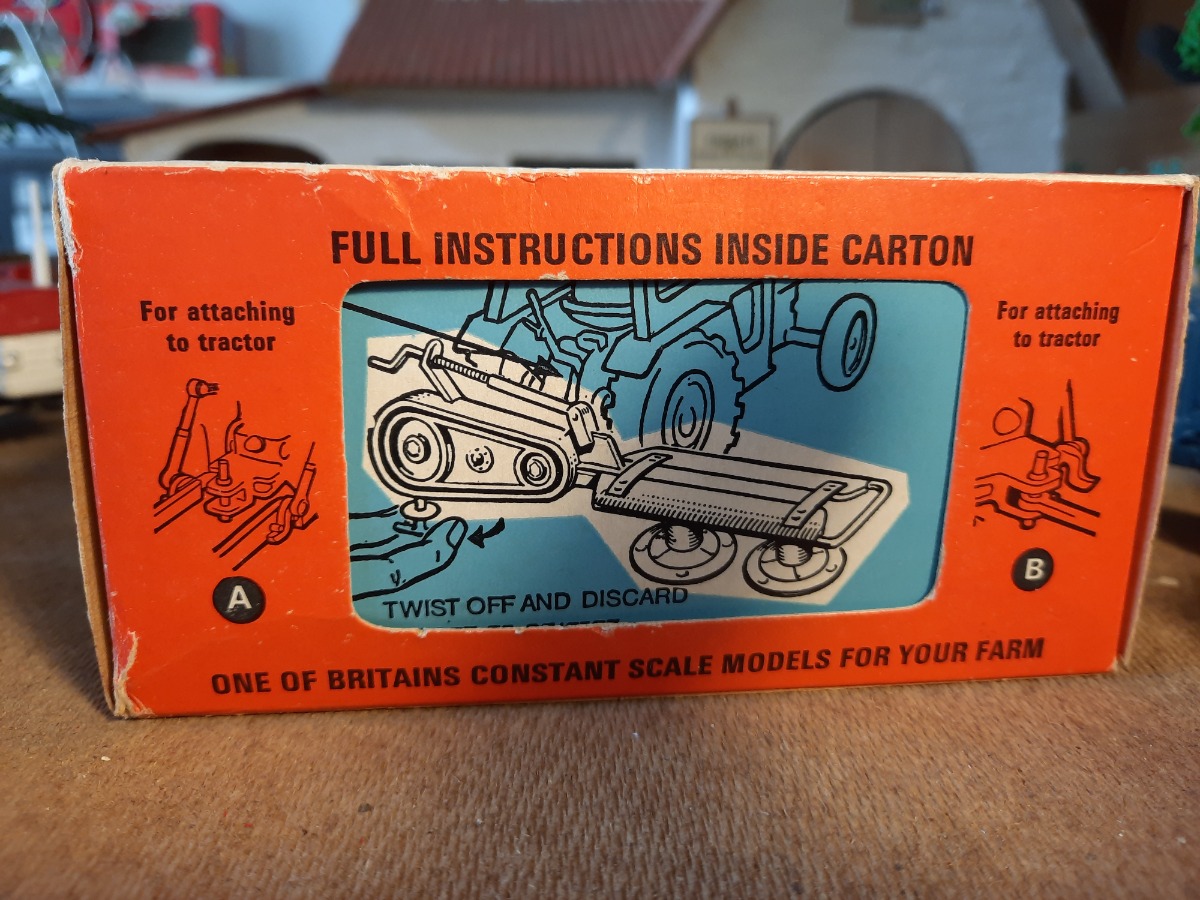 FULL INSTRUCTIONS INSIDE CARTON
For attaching
to tractor
For attaching
to tractor
A
B
TWIST OFF AND DISCARD
ONE OF BRITAINS CONSTANT SCALE MODELS FOR YOUR FARM